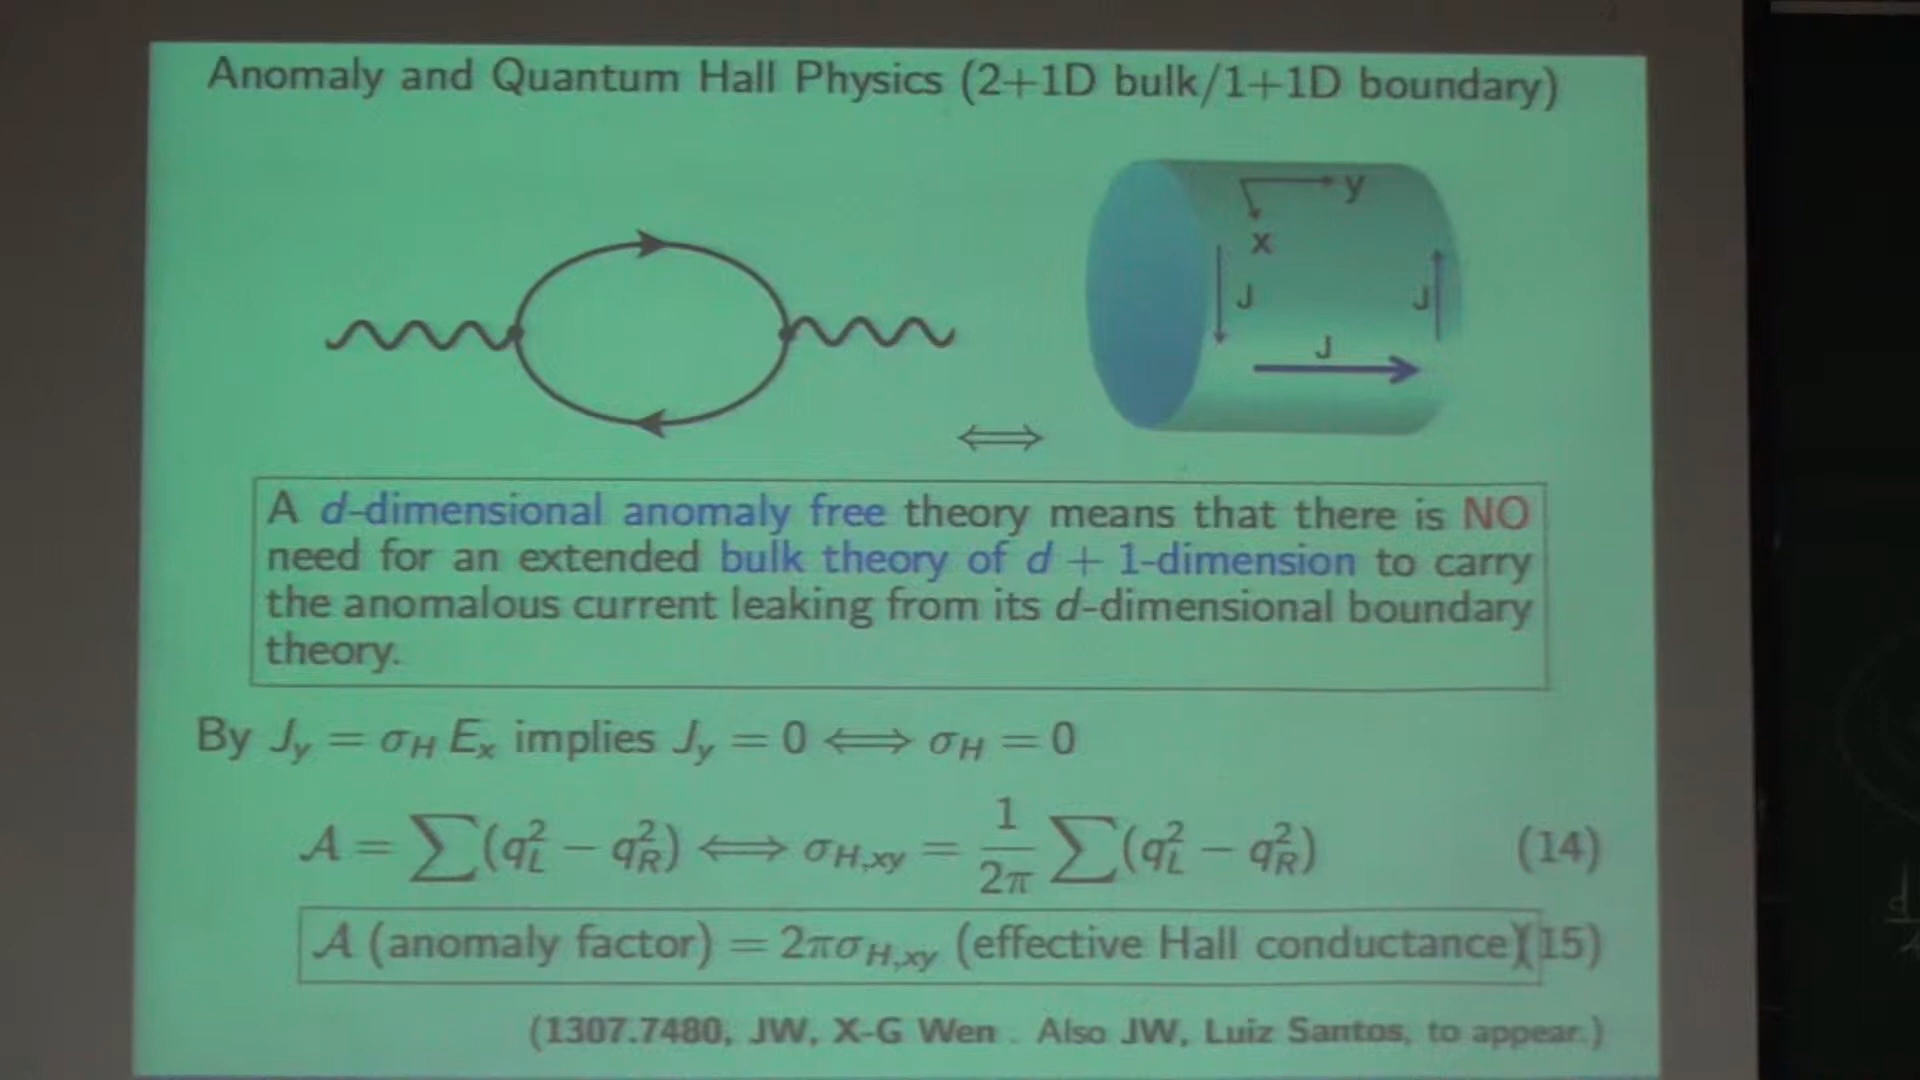 Anomaly and Quantum Hall Physics (2+1D bulk/1+1D boundary)
y
x
J
J
J
⟺
A d-dimensional anomaly free theory means that there is NO
need for an extended bulk theory of d + 1-dimension to carry
the anomalous current leaking from its d-dimensional boundary
theory.
By J_y = σ_H E_x implies J_y = 0 ⟺ σ_H = 0
𝒜 = ∑(q_L^2 − q_R^2) ⟺ σ_{H,xy} = 1/2π ∑(q_L^2 − q_R^2) (14)
𝒜 (anomaly factor) = 2πσ_{H,xy} (effective Hall conductance)(15)
(1307.7480, JW, X-G Wen . Also JW, Luiz Santos, to appear.)